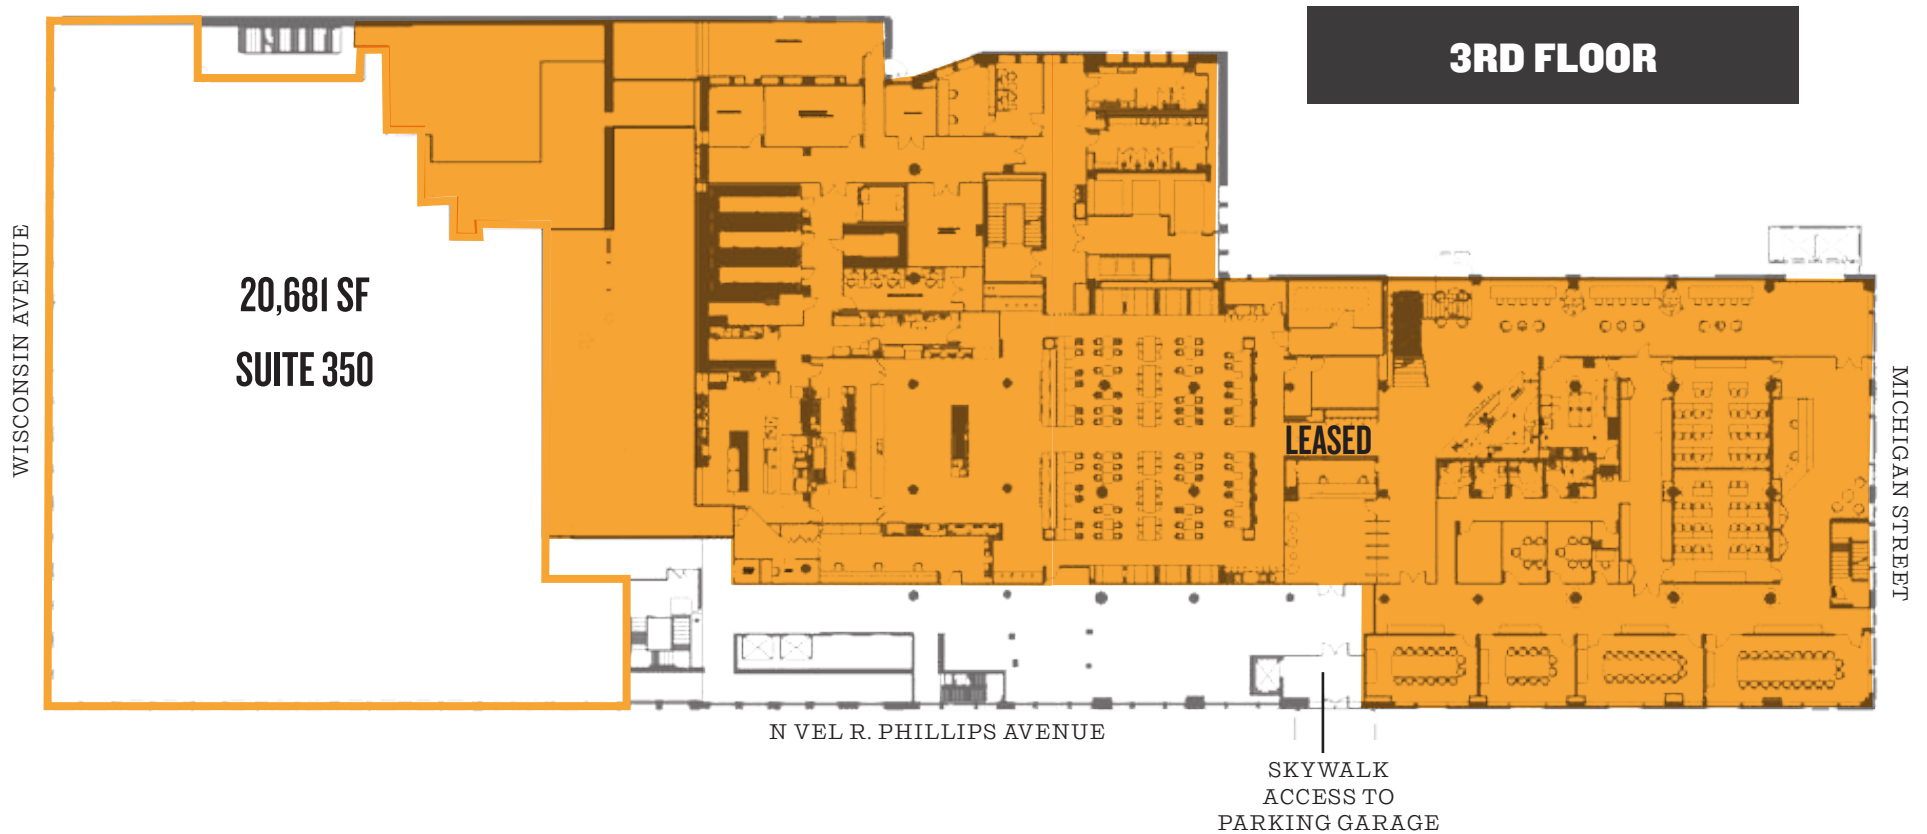 3RD FLOOR
WISCONSIN AVENUE
20,681 SF
SUITE 350
LEASED
MICHIGAN STREET
N VEL R. PHILLIPS AVENUE
SKYWALK
ACCESS TO
PARKING GARAGE